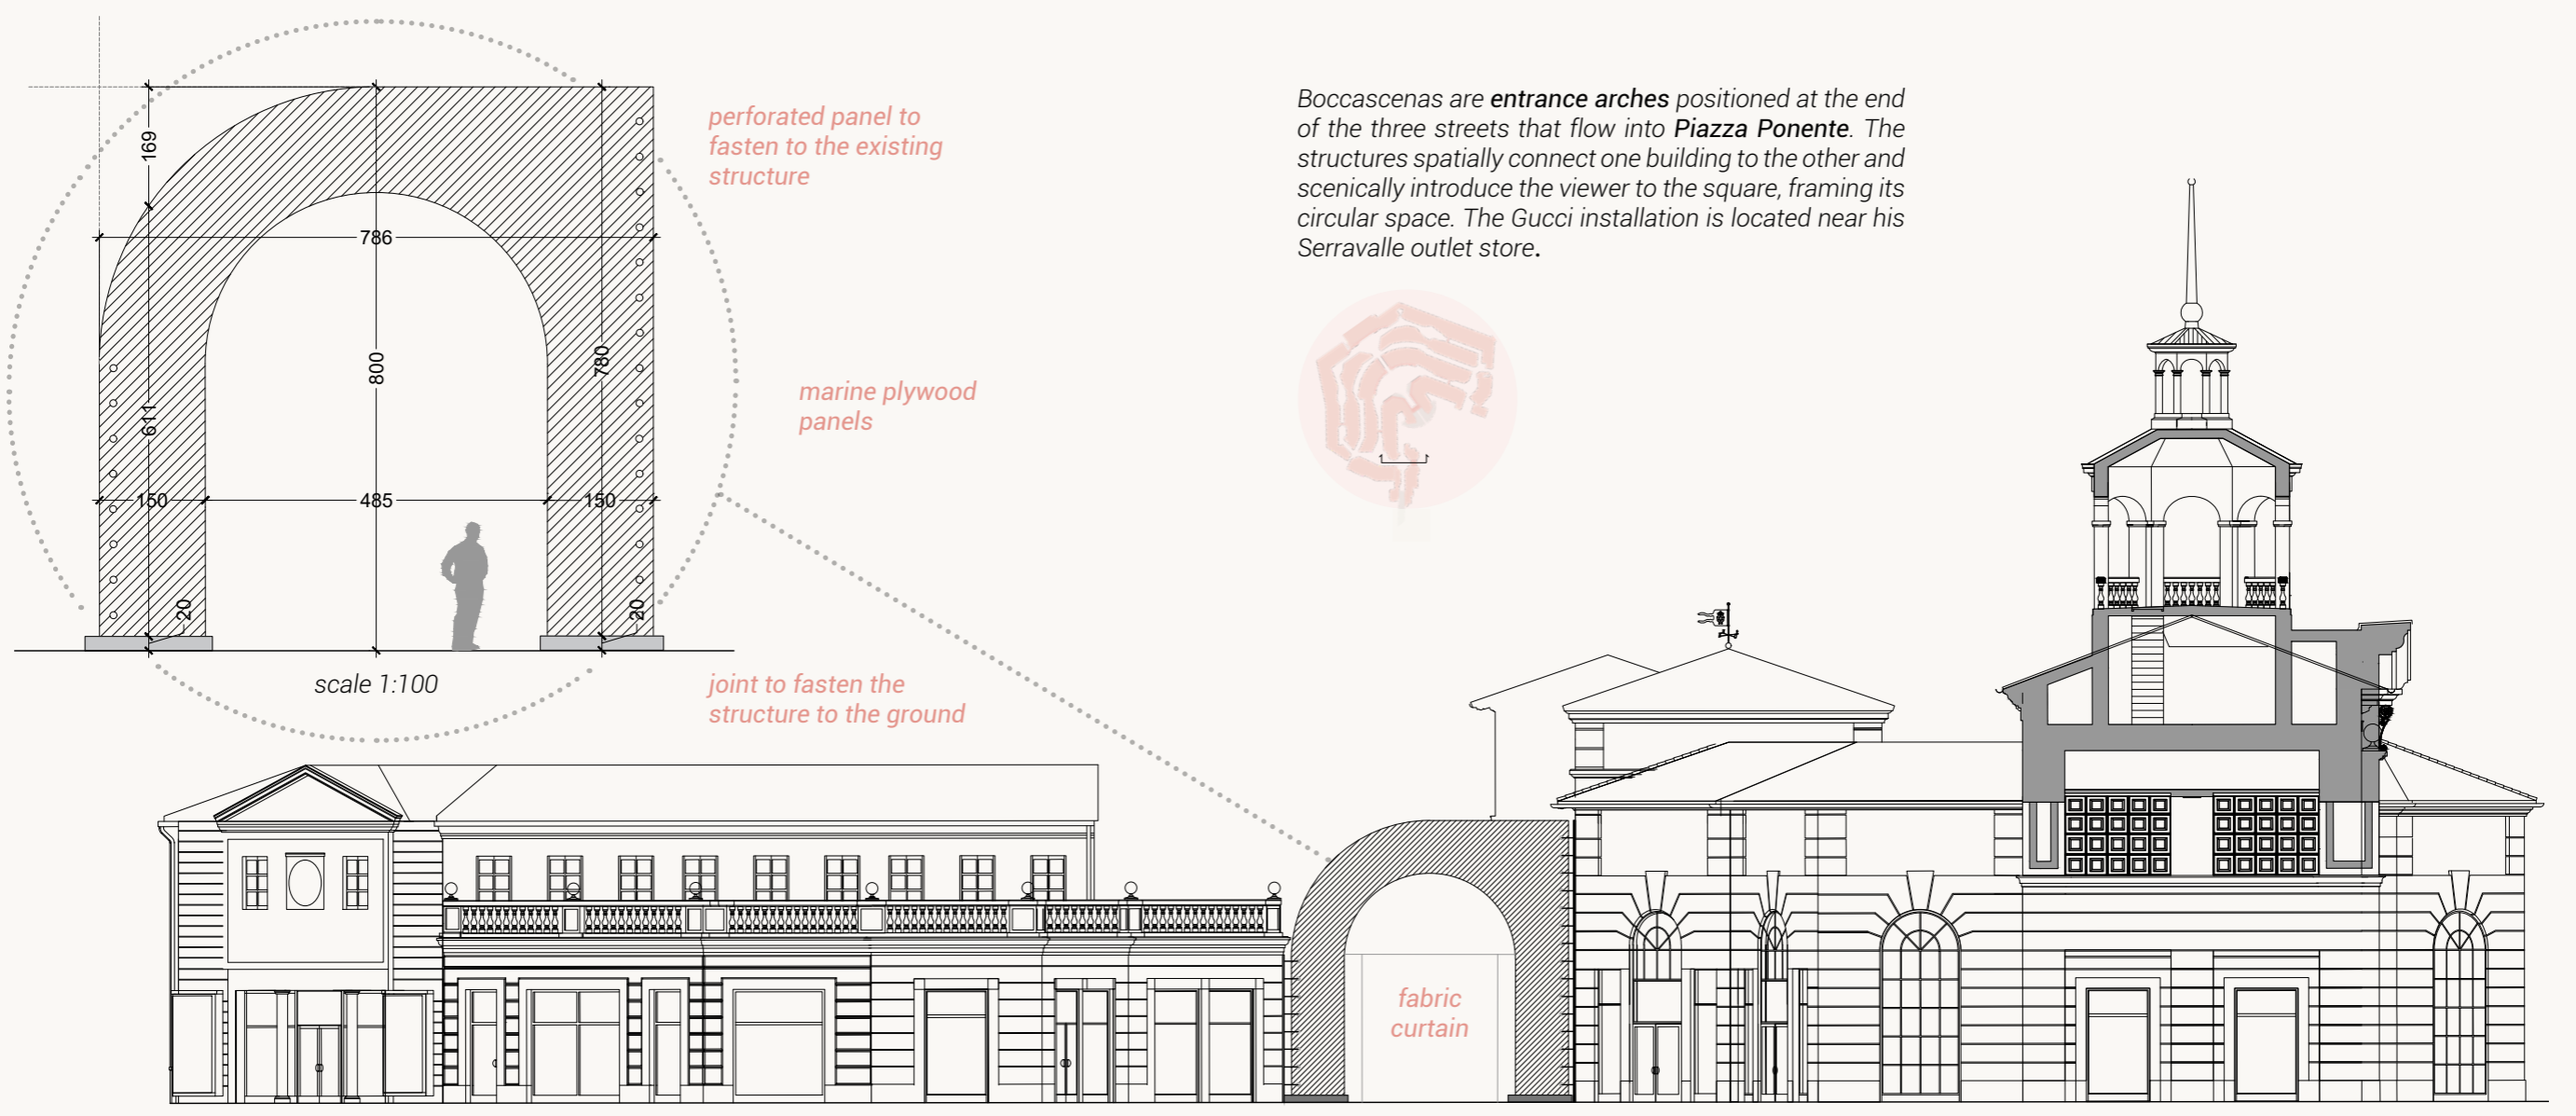 169
786
800
780
611
150
485
150
20
20
scale 1:100
perforated panel to
fasten to the existing
structure
marine plywood
panels
joint to fasten the
structure to the ground
Boccascenas are entrance arches positioned at the end
of the three streets that flow into Piazza Ponente. The
structures spatially connect one building to the other and
scenically introduce the viewer to the square, framing its
circular space. The Gucci installation is located near his
Serravalle outlet store.
fabric
curtain